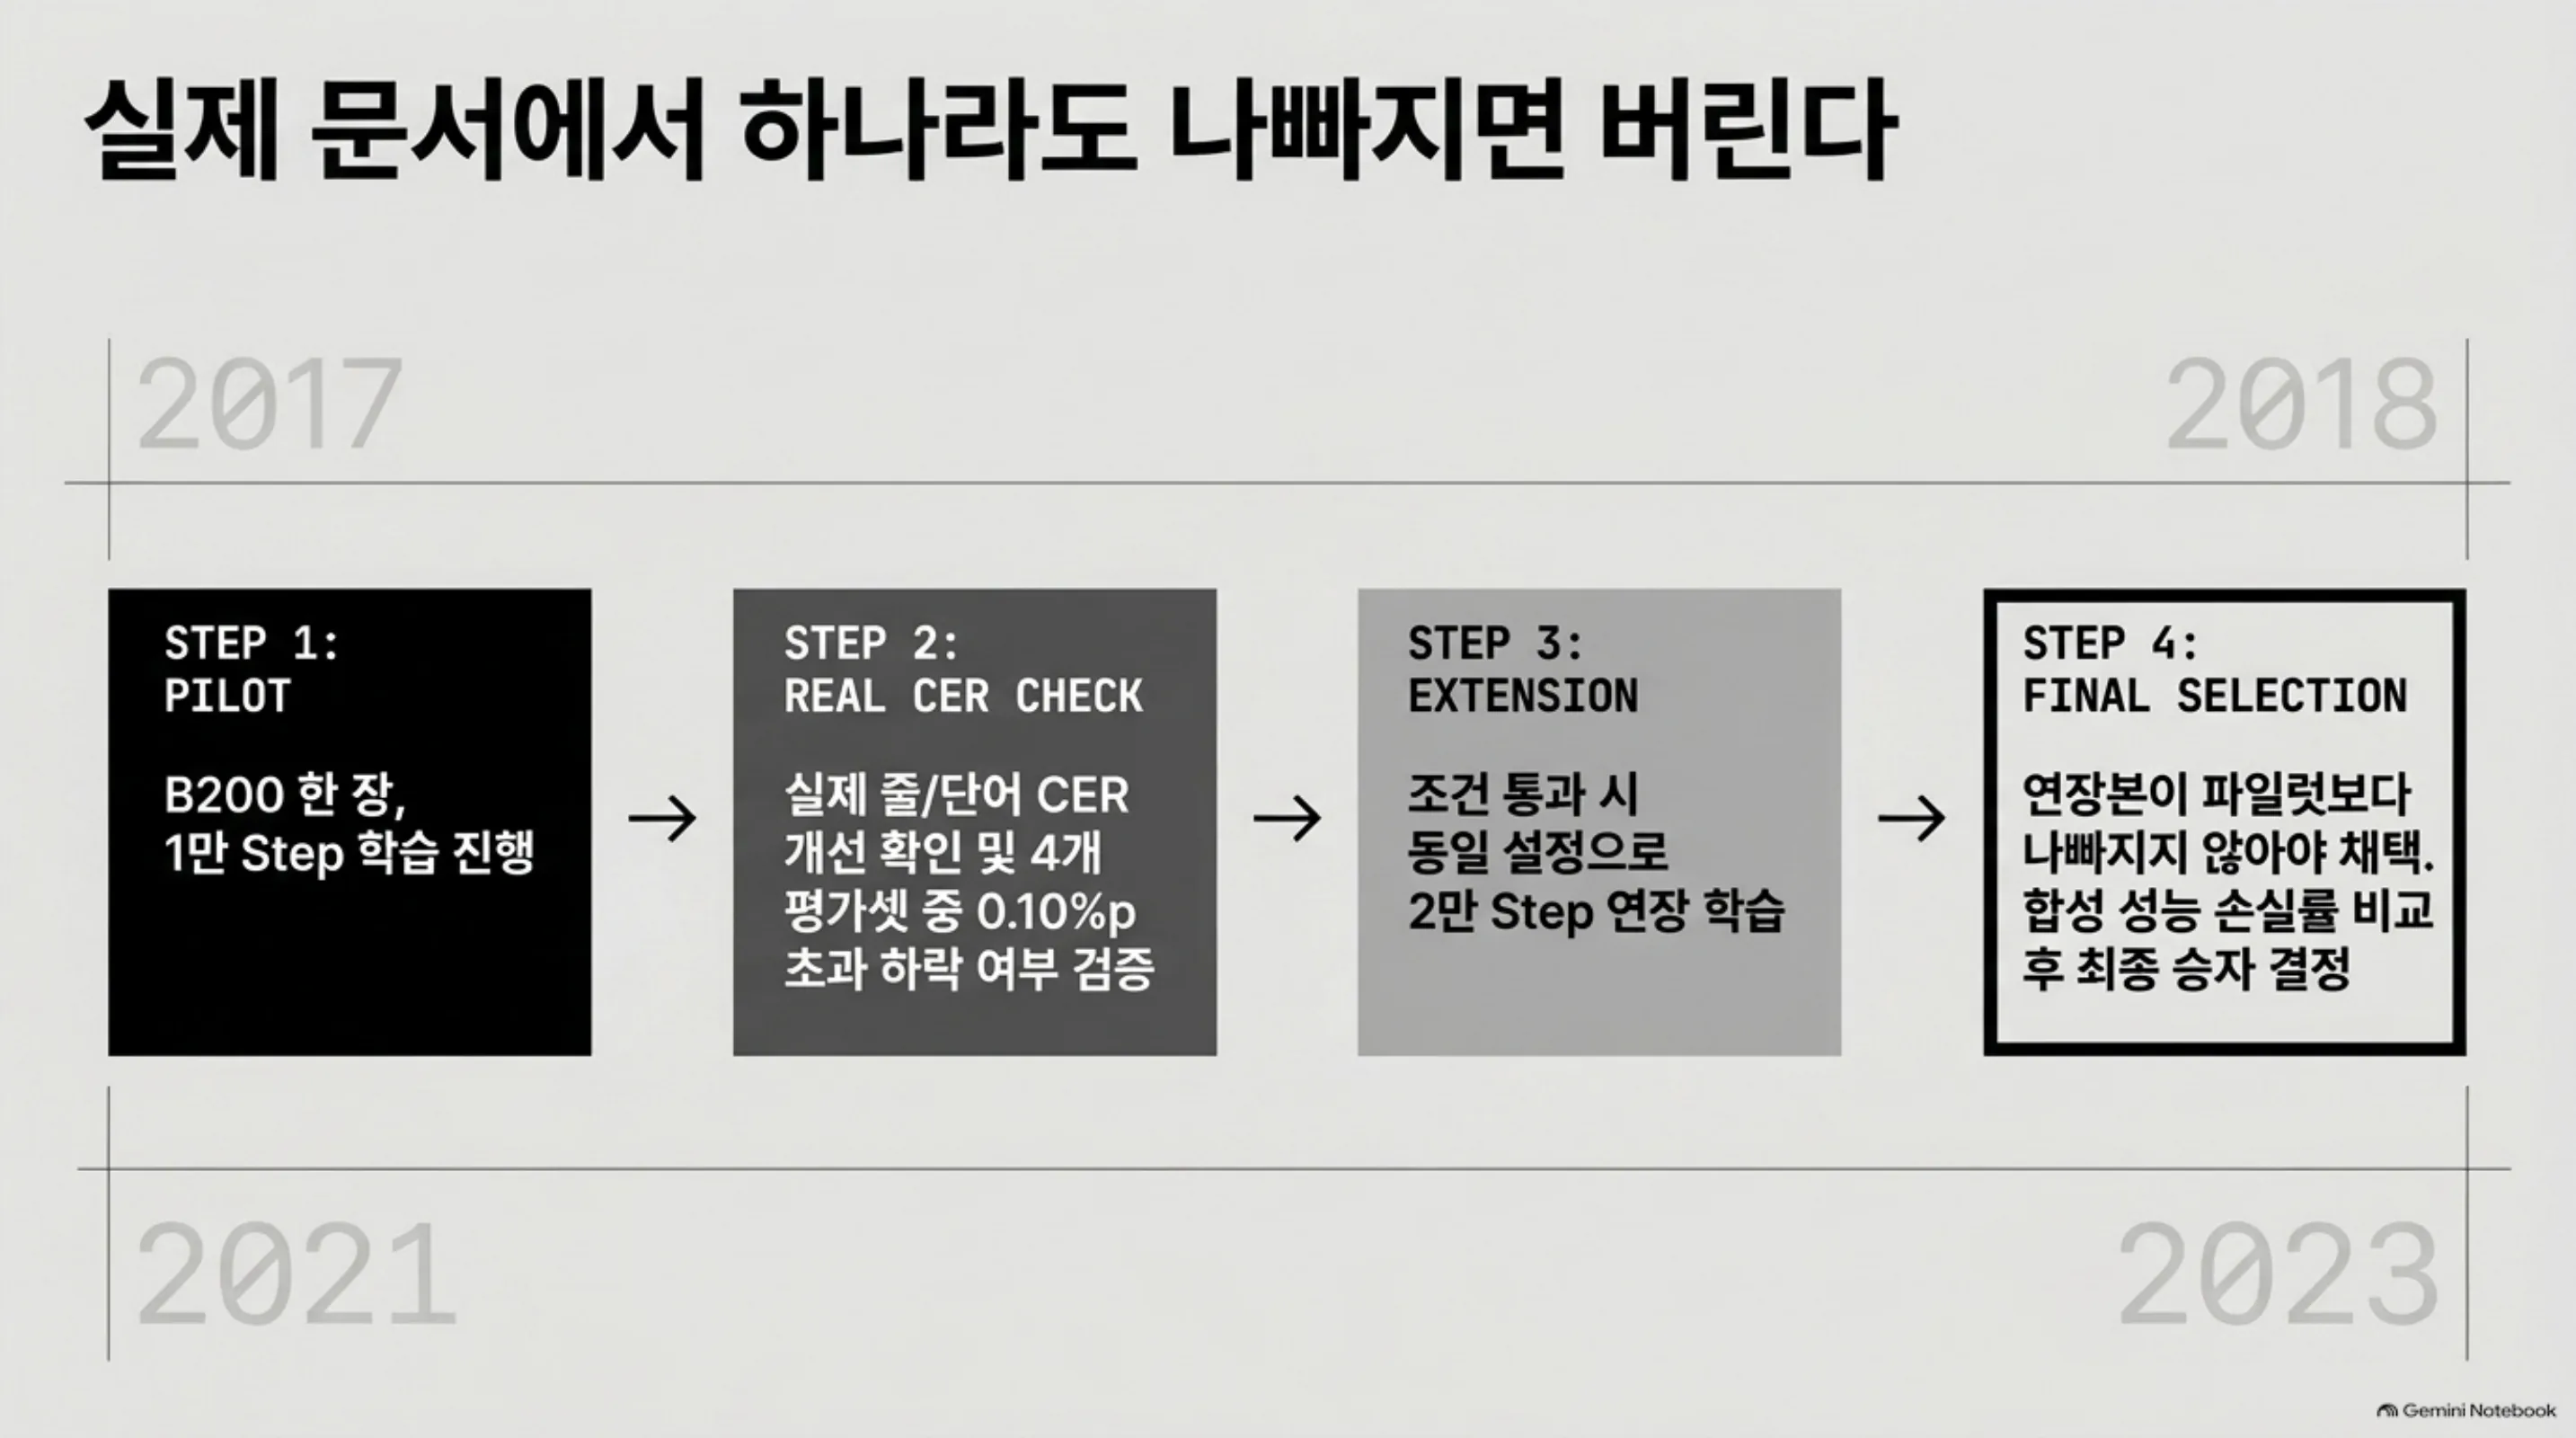 실제 문서에서 하나라도 나빠지면 버린다
2017
2018
STEP 1:
PILOT
B200 한 장,
1만 Step 학습 진행
STEP 2:
REAL CER CHECK
실제 줄/단어 CER
개선 확인 및 4개
평가셋 중 0.10%p
초과 하락 여부 검증
STEP 3:
EXTENSION
조건 통과 시
동일 설정으로
2만 Step 연장 학습
STEP 4:
FINAL SELECTION
연장본이 파일럿보다
나빠지지 않아야 채택.
합성 성능 손실률 비교
후 최종 승자 결정
2021
2023
Gemini Notebook